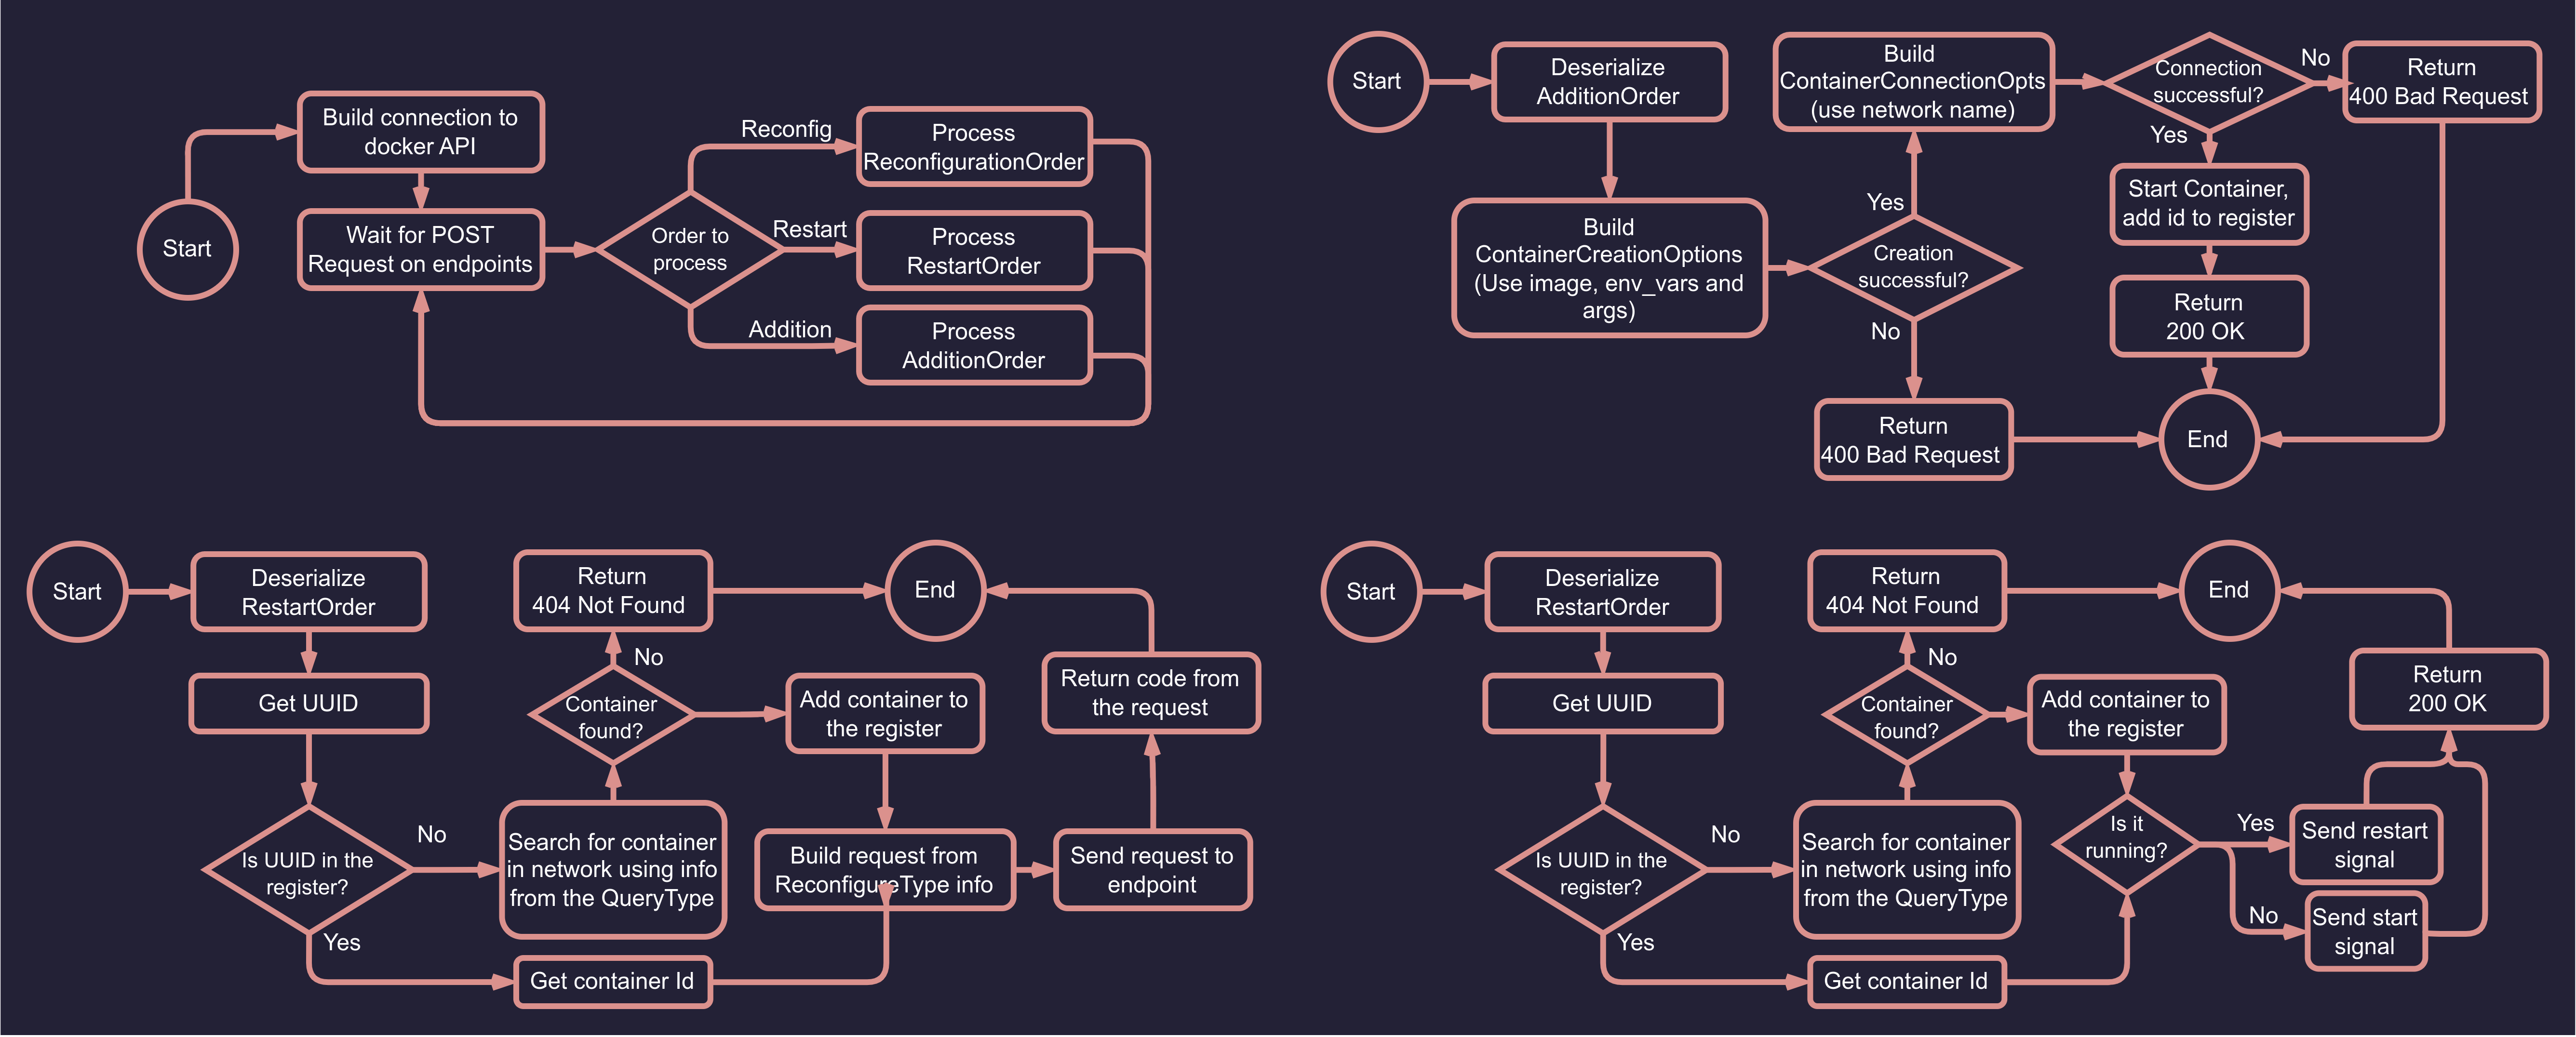 Start
Build connection to
docker API
Wait for POST
Request on endpoints
Order to
process
Reconfig
Process
ReconfigurationOrder
Restart
Process
RestartOrder
Addition
Process
AdditionOrder
Start
Deserialize
AdditionOrder
Build
ContainerCreationOptions
(Use image, env_vars and
args)
Creation
successful?
Yes
Build
ContainerConnectionOpts
(use network name)
Connection
successful?
No
Return
400 Bad Request
Yes
Start Container,
add id to register
Return
200 OK
No
Return
400 Bad Request
End
Start
Deserialize
RestartOrder
Get UUID
Is UUID in the
register?
No
Search for container
in network using info
from the QueryType
Container
found?
No
Return
404 Not Found
End
Add container to
the register
Build request from
ReconfigureType info
Send request to
endpoint
Return code from
the request
Yes
Get container Id
Start
Deserialize
RestartOrder
Get UUID
Is UUID in the
register?
No
Search for container
in network using info
from the QueryType
Container
found?
No
Return
404 Not Found
End
Add container to
the register
Is it
running?
Yes
Send restart
signal
No
Send start
signal
Return
200 OK
Yes
Get container Id